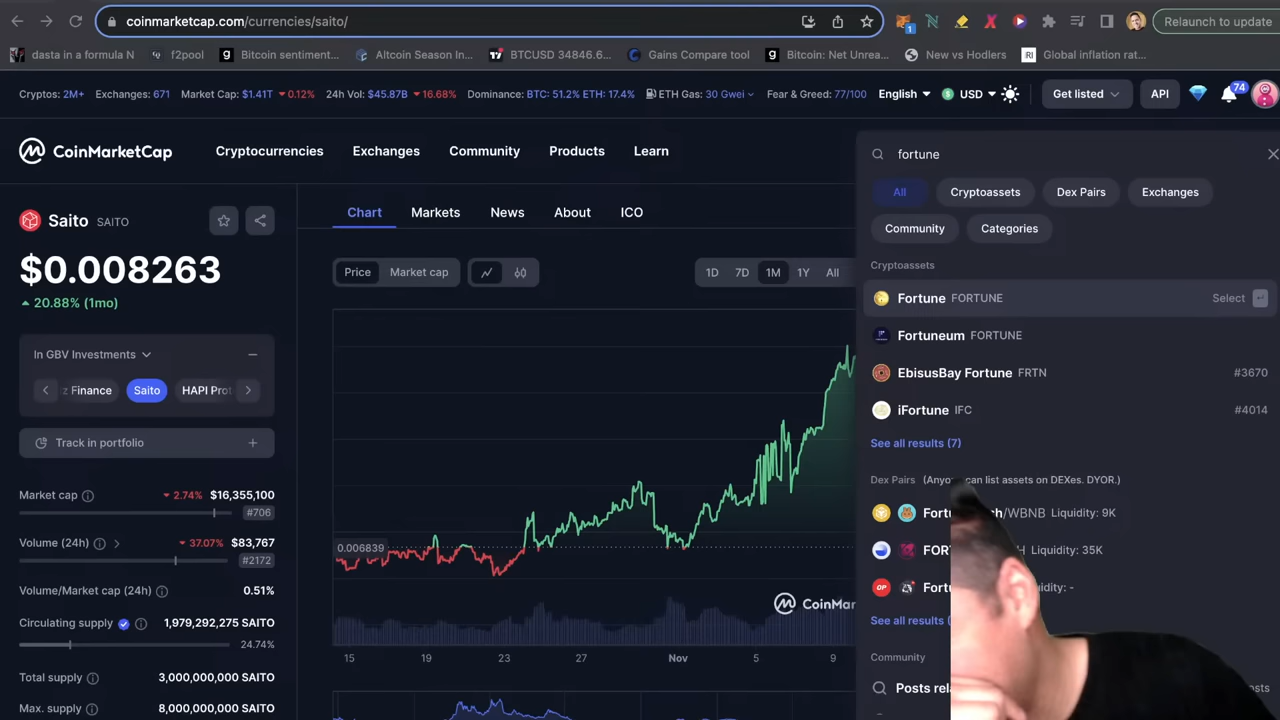 coinmarketcap.com/currencies/saito/
1
Relaunch to update
dasta in a formula N
f2pool
Bitcoin sentiment...
Altcoin Season In...
BTCUSD 34846.6...
Gains Compare tool
Bitcoin: Net Unrea...
New vs Hodlers
RI
Global inflation rat...
Cryptos: 2M+ Exchanges: 671 Market Cap: $1.41T 0.12% 24h Vol: $45.87B 16.68% Dominance: BTC: 51.2% ETH: 17.4% ETH Gas: 30 Gwei Fear & Greed: 77/100
English
USD
Get listed
API
74
CoinMarketCap
Cryptocurrencies
Exchanges
Community
Products
Learn
fortune
All
Cryptoassets
Dex Pairs
Exchanges
Community
Categories
Saito SAITO
$0.008263
20.88% (1mo)
In GBV Investments
z Finance
Saito
HAPI Prot
Track in portfolio
Market cap 2.74% $16,355,100
#706
Volume (24h) 37.07% $83,767
#2172
Volume/Market cap (24h) 0.51%
Circulating supply 1,979,292,275 SAITO
24.74%
Total supply 3,000,000,000 SAITO
Max. supply 8,000,000,000 SAITO
Chart
Markets
News
About
ICO
Price
Market cap
1D
7D
1M
1Y
All
0.006839
CoinMar
15
19
23
27
Nov
5
9
Cryptoassets
Fortune FORTUNE
Select
Fortuneum FORTUNE
EbisusBay Fortune FRTN
#3670
iFortune IFC
#4014
See all results (7)
Dex Pairs (Anyo can list assets on DEXes. DYOR.)
Fort h/WBNB Liquidity: 9K
FOR H Liquidity: 35K
OP
Fortu uidity: -
See all results (
Community
Posts rel osts